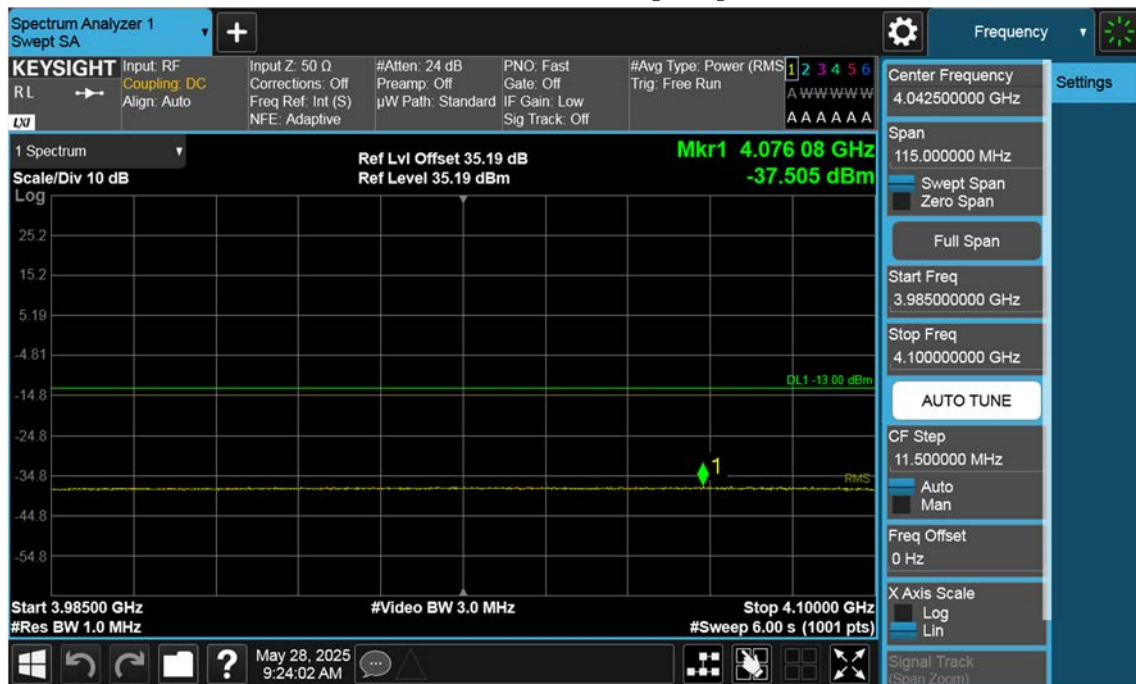 Spectrum Analyzer 1
Swept SA
+
Frequency
KEYSIGHT
RL
LXI
Input: RF
Coupling: DC
Align: Auto
Input Z: 50 Ω
Corrections: Off
Freq Ref: Int (S)
NFE: Adaptive
#Atten: 24 dB
Preamp: Off
µW Path: Standard
PNO: Fast
Gate: Off
IF Gain: Low
Sig Track: Off
#Avg Type: Power (RMS
Trig: Free Run
1 2 3 4 5 6
A W W W W W
A A A A A A
1 Spectrum
Scale/Div 10 dB
Log
Ref Lvl Offset 35.19 dB
Ref Level 35.19 dBm
Mkr1 4.076 08 GHz
-37.505 dBm
25.2
15.2
5.19
-4.81
DL1 -13.00 dBm
-14.8
-24.8
1
-34.8
RMS
-44.8
-54.8
Start 3.98500 GHz
#Video BW 3.0 MHz
Stop 4.10000 GHz
#Res BW 1.0 MHz
#Sweep 6.00 s (1001 pts)
?
May 28, 2025
9:24:02 AM
Center Frequency
4.042500000 GHz
Settings
Span
115.000000 MHz
Swept Span
Zero Span
Full Span
Start Freq
3.985000000 GHz
Stop Freq
4.100000000 GHz
AUTO TUNE
CF Step
11.500000 MHz
Auto
Man
Freq Offset
0 Hz
X Axis Scale
Log
Lin
Signal Track
(Span Zoom)